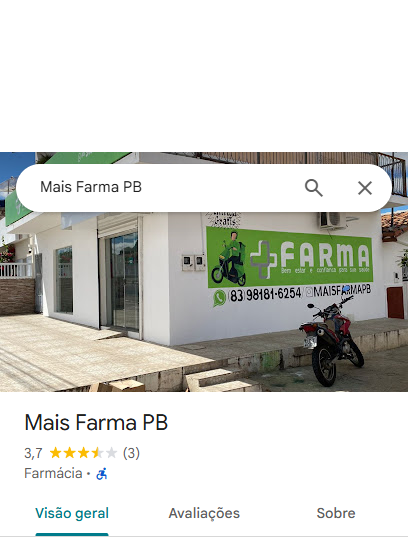 Mais Farma PB
Grátis
+FARMA
Bem estar e confiança para sua saúde
(83)98181-6254/ MAISFARMAPB
Mais Farma PB
3,7 (3)
Farmácia ·
Visão geral Avaliações Sobre